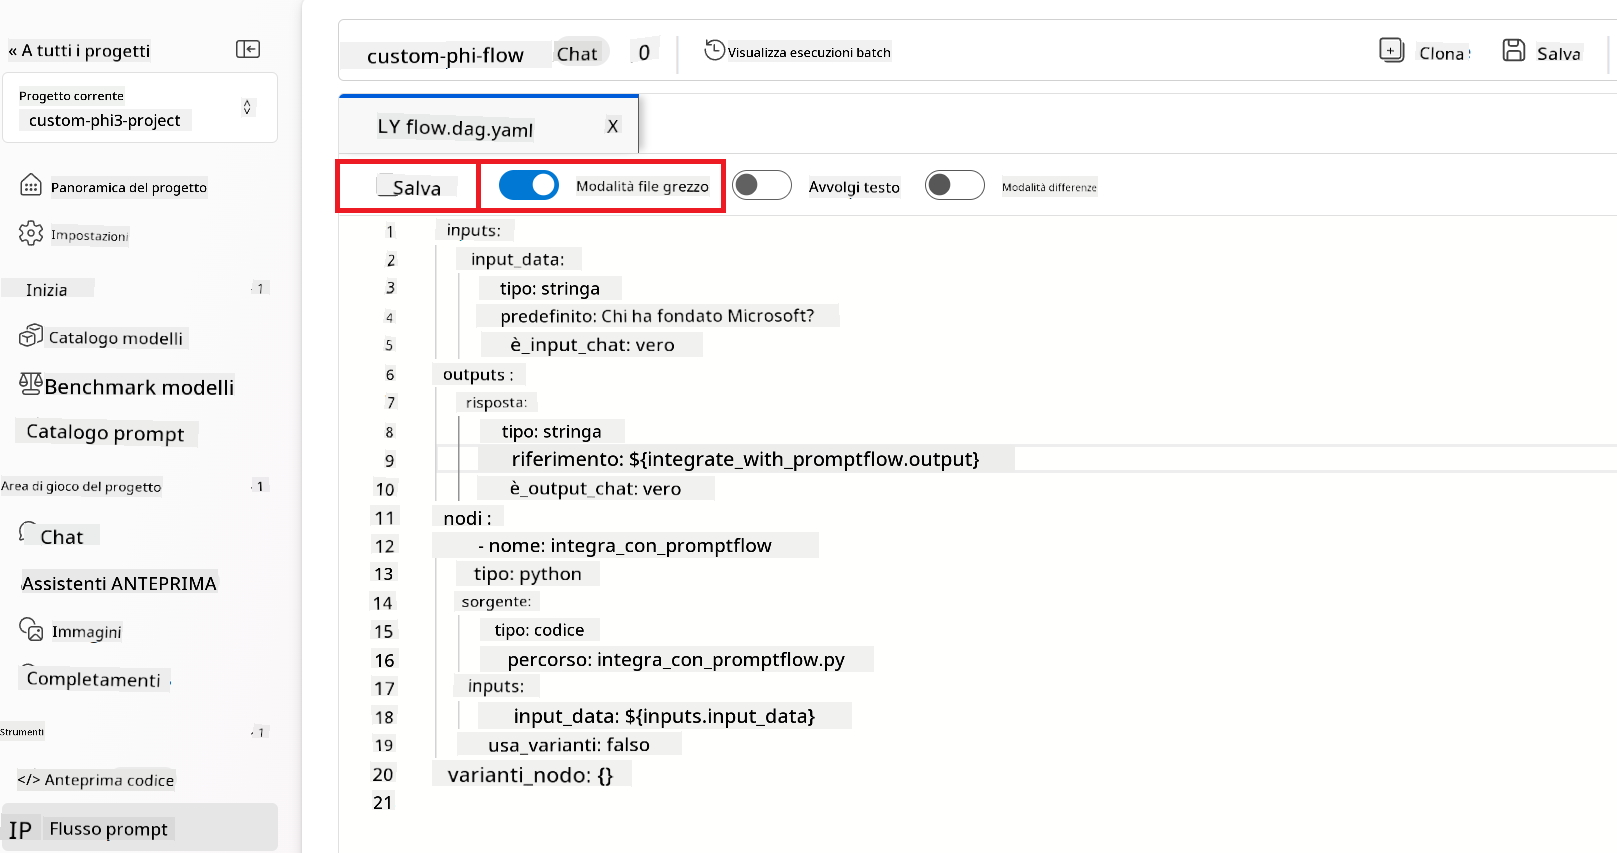 « A tutti i progetti
Progetto corrente
custom-phi3-project
Panoramica del progetto
Impostazioni
Inizia
1
Catalogo modelli
Benchmark modelli
Catalogo prompt
Area di gioco del progetto
1
Chat
Assistenti ANTEPRIMA
Immagini
Completamenti
Strumenti
1
</> Anteprima codice
IP Flusso prompt
custom-phi-flow Chat 0 Visualizza esecuzioni batch Clona Salva
LY flow.dag.yaml X
Salva Modalità file grezzo Avvolgi testo Modalità differenze
1 inputs:
2 input_data:
3 tipo: stringa
4 predefinito: Chi ha fondato Microsoft?
5 è_input_chat: vero
6 outputs :
7 risposta:
8 tipo: stringa
9 riferimento: ${integrate_with_promptflow.output}
10 è_output_chat: vero
11 nodi :
12 - nome: integra_con_promptflow
13 tipo: python
14 sorgente:
15 tipo: codice
16 percorso: integra_con_promptflow.py
17 inputs:
18 input_data: ${inputs.input_data}
19 usa_varianti: falso
20 varianti_nodo: {}
21